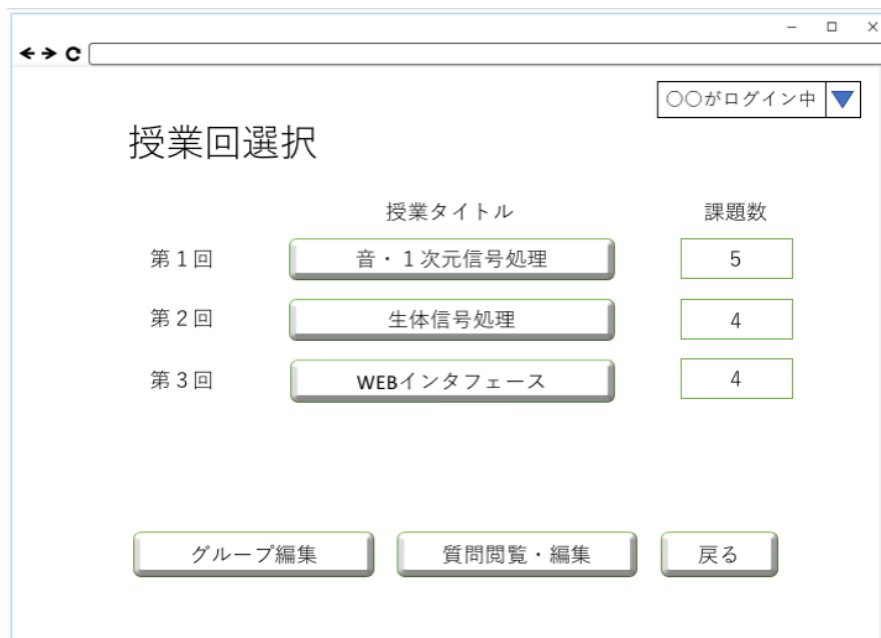 〇〇がログイン中
授業回選択
授業タイトル 課題数
第1回 音・１次元信号処理 5
第2回 生体信号処理 4
第3回 WEBインタフェース 4
グループ編集 質問閲覧・編集 戻る